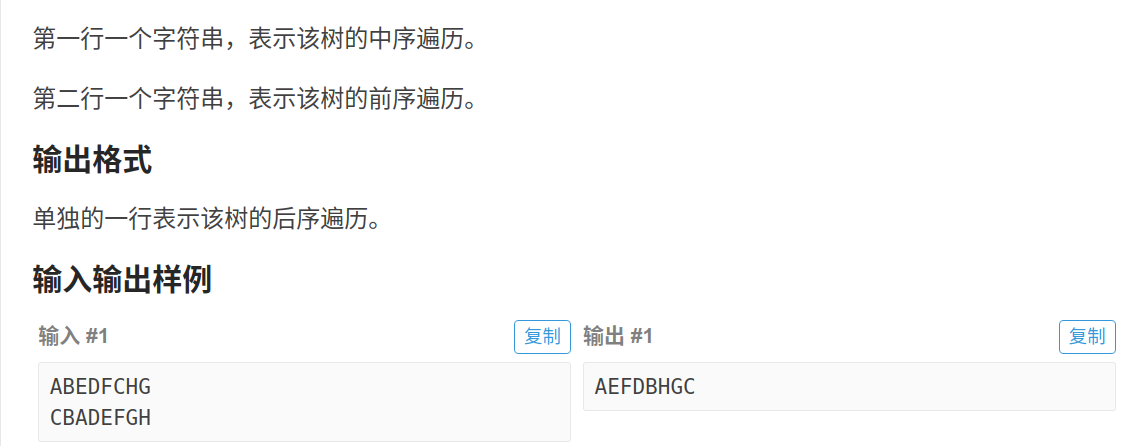 第一行一个字符串，表示该树的中序遍历。
第二行一个字符串，表示该树的前序遍历。
输出格式
单独的一行表示该树的后序遍历。
输入输出样例
输入 #1
复制
输出 #1
复制
ABEDFCHG
CBADEFGH
AEFDBHGC